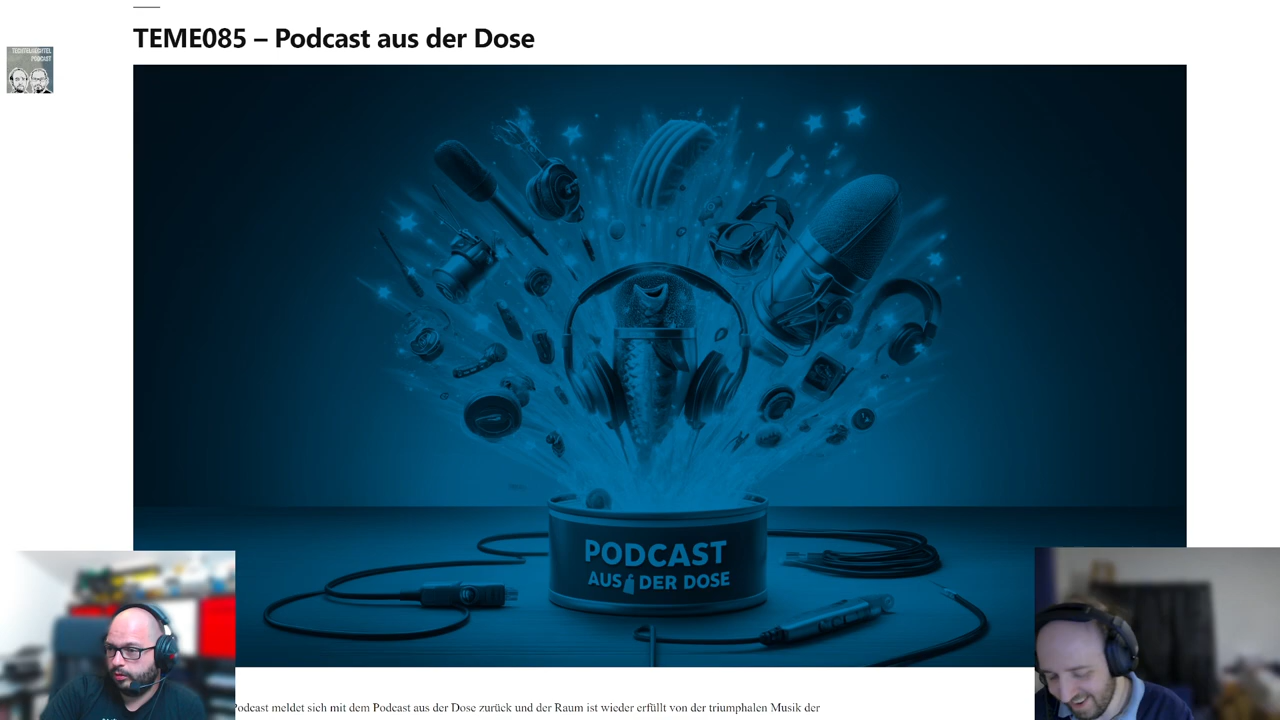 TEME085 – Podcast aus der Dose
PODCAST
PODCAST
AUS DER DOSE
Podcast meldet sich mit dem Podcast aus der Dose zurück und der Raum ist wieder erfüllt von der triumphalen Musik der